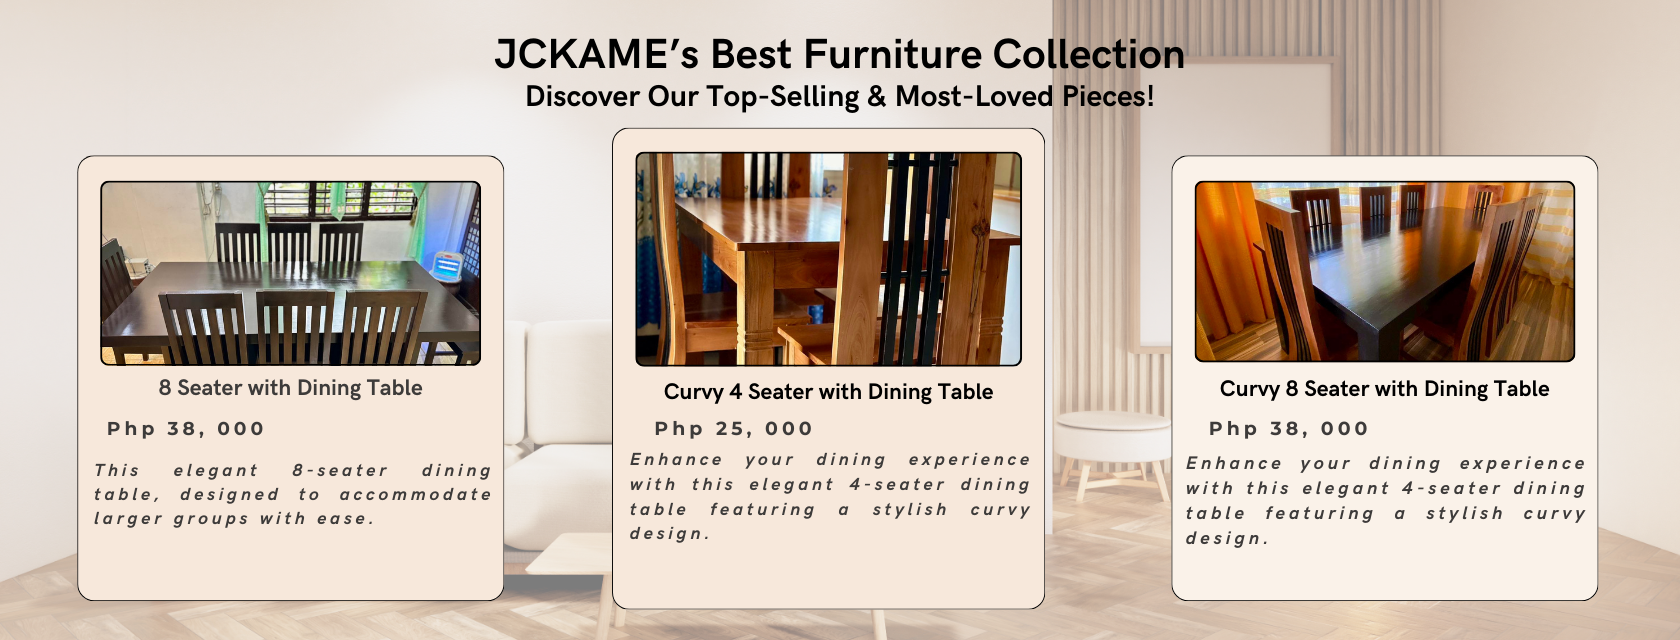 JCKAME’s Best Furniture Collection
Discover Our Top-Selling & Most-Loved Pieces!
8 Seater with Dining Table
Php 38, 000
This elegant 8-seater dining
table, designed to accommodate
larger groups with ease.
Curvy 4 Seater with Dining Table
Php 25, 000
Enhance your dining experience
with this elegant 4-seater dining
table featuring a stylish curvy
design.
Curvy 8 Seater with Dining Table
Php 38, 000
Enhance your dining experience
with this elegant 4-seater dining
table featuring a stylish curvy
design.